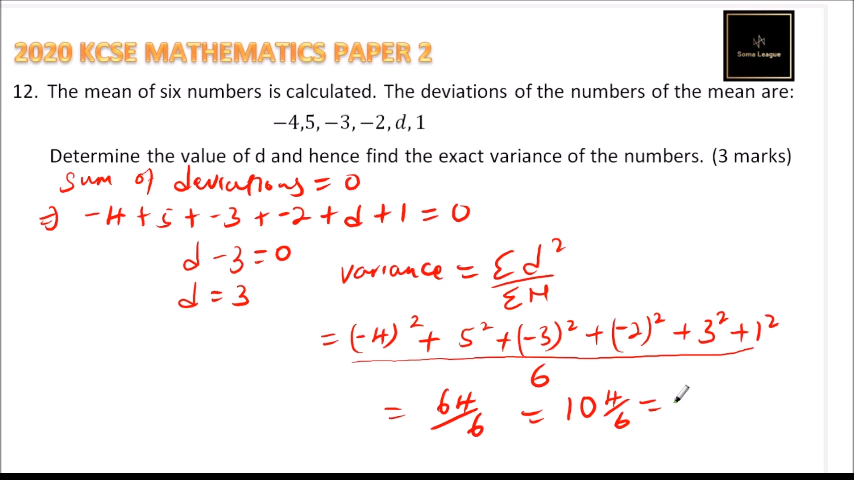 Soma League
2020 KCSE MATHEMATICS PAPER 2
12. The mean of six numbers is calculated. The deviations of the numbers of the mean are:
−4,5, −3, −2, d, 1
Determine the value of d and hence find the exact variance of the numbers. (3 marks)
Sum of deviations = 0
⇒ -4 + 5 + -3 + -2 + d + 1 = 0
d - 3 = 0
d = 3
variance = Σd²/ΣM
= (-4)² + 5² + (-3)² + (-2)² + 3² + 1²
6
= 64/6 = 10 4/6 =